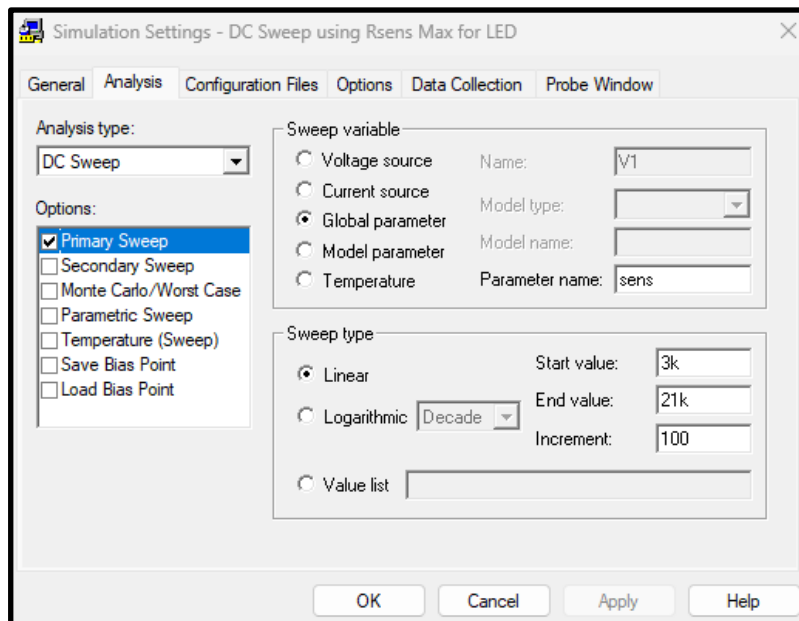 Simulation Settings - DC Sweep using Rsens Max for LED
General Analysis Configuration Files Options Data Collection Probe Window
Analysis type:
DC Sweep
Options:
Primary Sweep
Secondary Sweep
Monte Carlo/Worst Case
Parametric Sweep
Temperature (Sweep)
Save Bias Point
Load Bias Point
Sweep variable
Voltage source
Current source
Global parameter
Model parameter
Temperature
Name: V1
Model type:
Model name:
Parameter name: sens
Sweep type
Linear
Logarithmic Decade
Value list
Start value: 3k
End value: 21k
Increment: 100
OK Cancel Apply Help